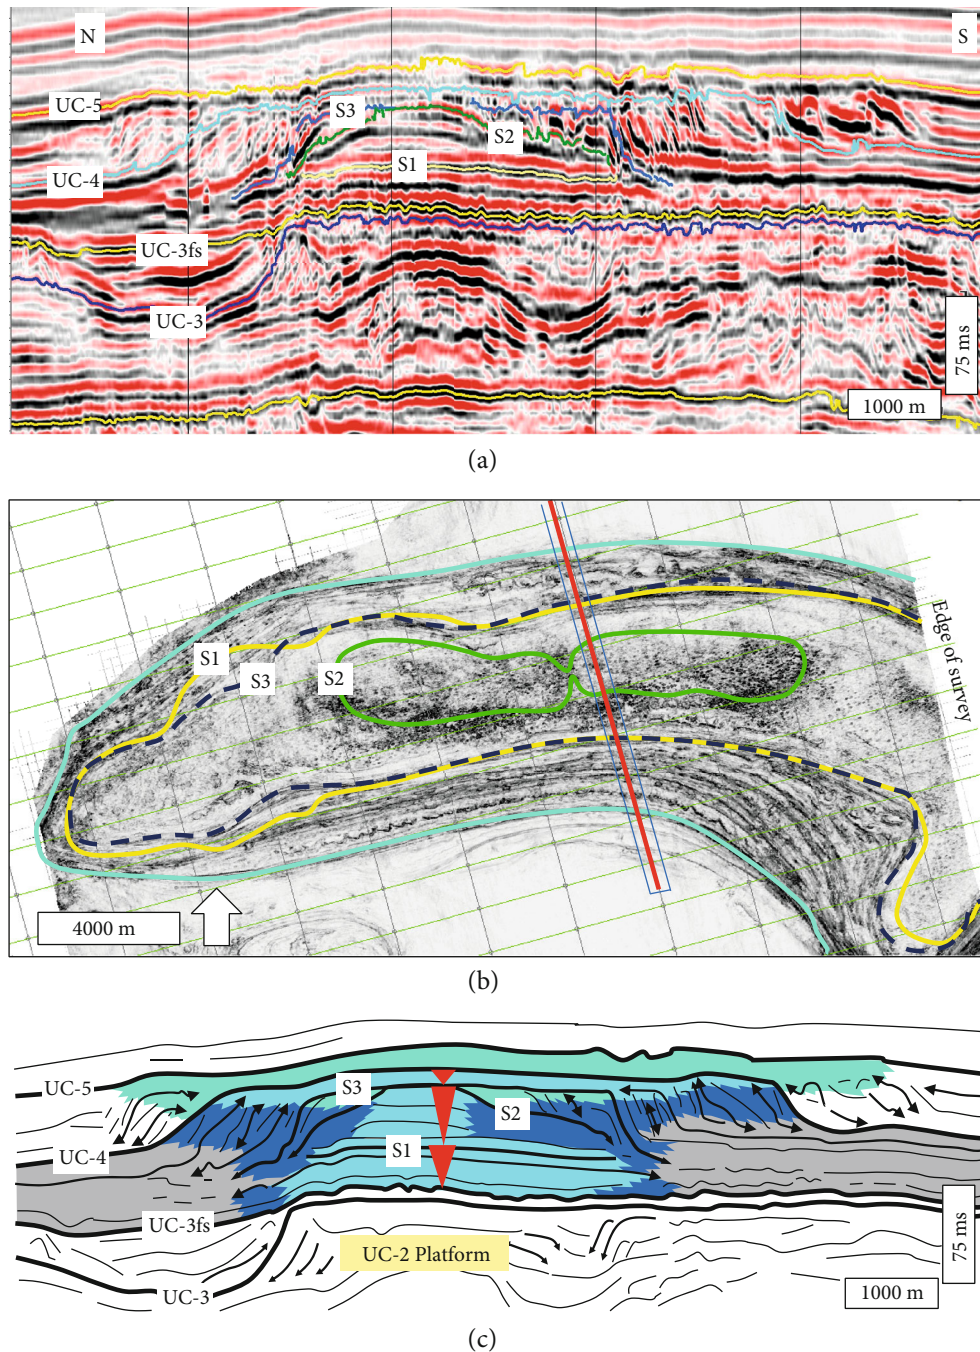 N
S
UC-5
S3
S2
S1
UC-4
UC-3fs
UC-3
75 ms
1000 m
(a)
S1
S3
S2
Edge of survey
4000 m
(b)
UC-5
S3
S2
S1
UC-4
UC-3fs
UC-2 Platform
UC-3
75 ms
1000 m
(c)